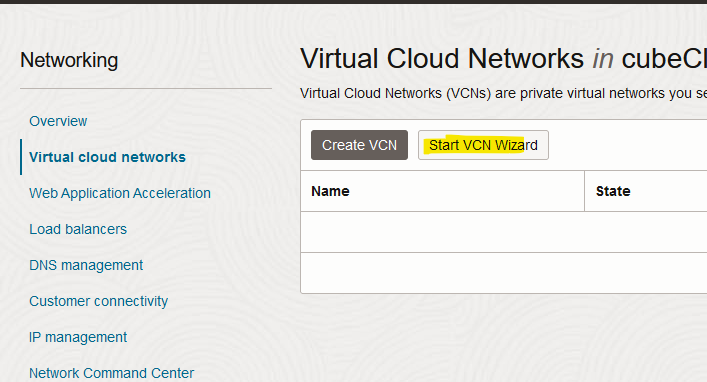 Networking
Overview
Virtual cloud networks
Web Application Acceleration
Load balancers
DNS management
Customer connectivity
IP management
Network Command Center
Virtual Cloud Networks in cubeCl
Virtual Cloud Networks (VCNs) are private virtual networks you se
Create VCN Start VCN Wizard
Name State